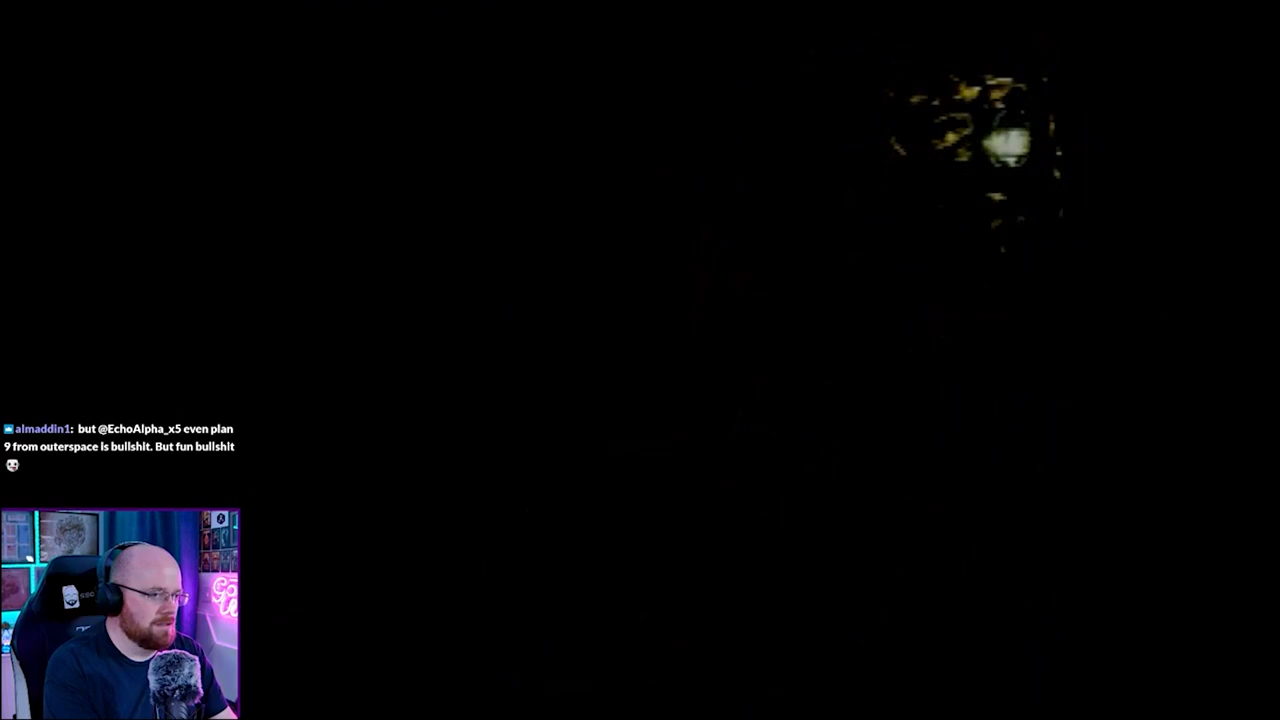 almaddin1: but @EchoAlpha_x5 even plan
9 from outerspace is bullshit. But fun bullshit